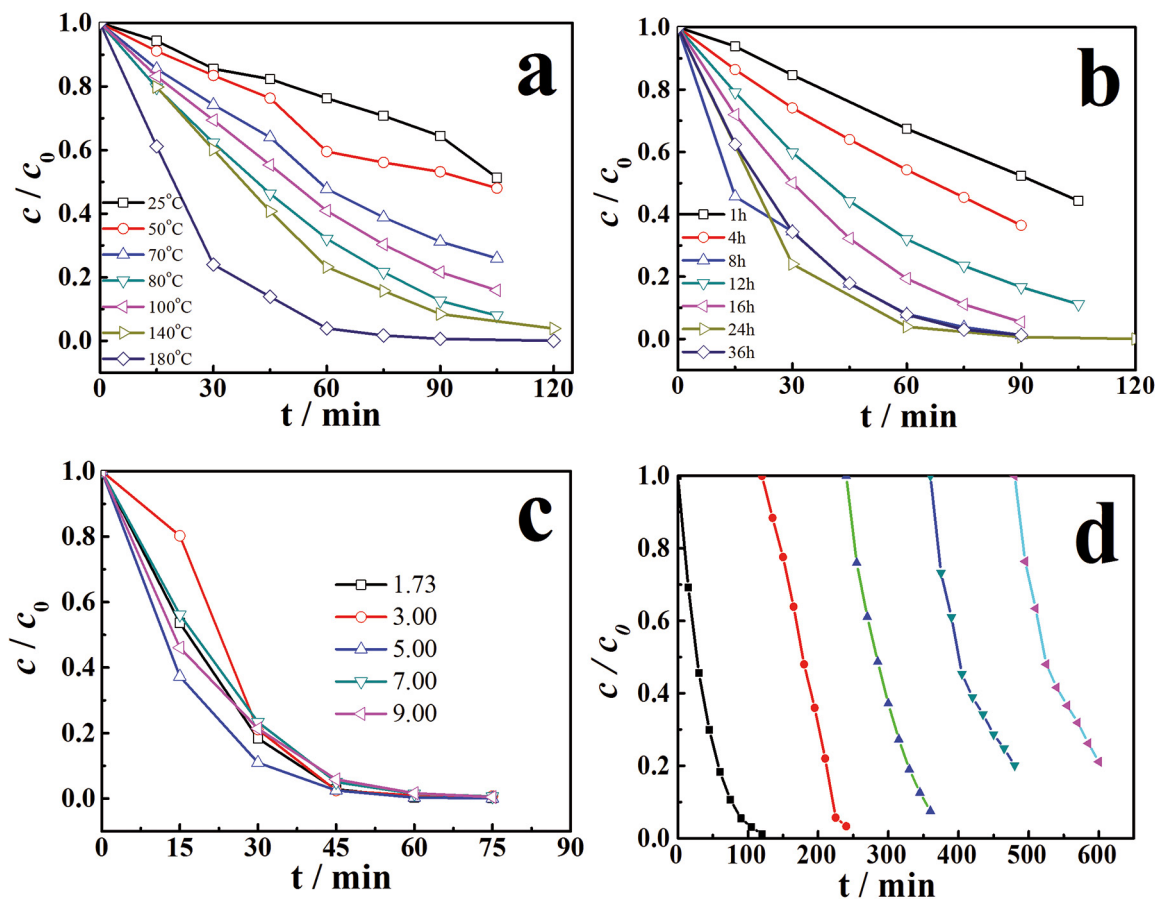 a
c / c0
1.0
0.8
0.6
0.4
0.2
0.0
25°C
50°C
70°C
80°C
100°C
140°C
180°C
0 30 60 90 120
t / min
b
c / c0
1.0
0.8
0.6
0.4
0.2
0.0
1h
4h
8h
12h
16h
24h
36h
0 30 60 90 120
t / min
c
c / c0
1.0
0.8
0.6
0.4
0.2
0.0
1.73
3.00
5.00
7.00
9.00
0 15 30 45 60 75 90
t / min
d
c / c0
1.0
0.8
0.6
0.4
0.2
0.0
0 100 200 300 400 500 600
t / min